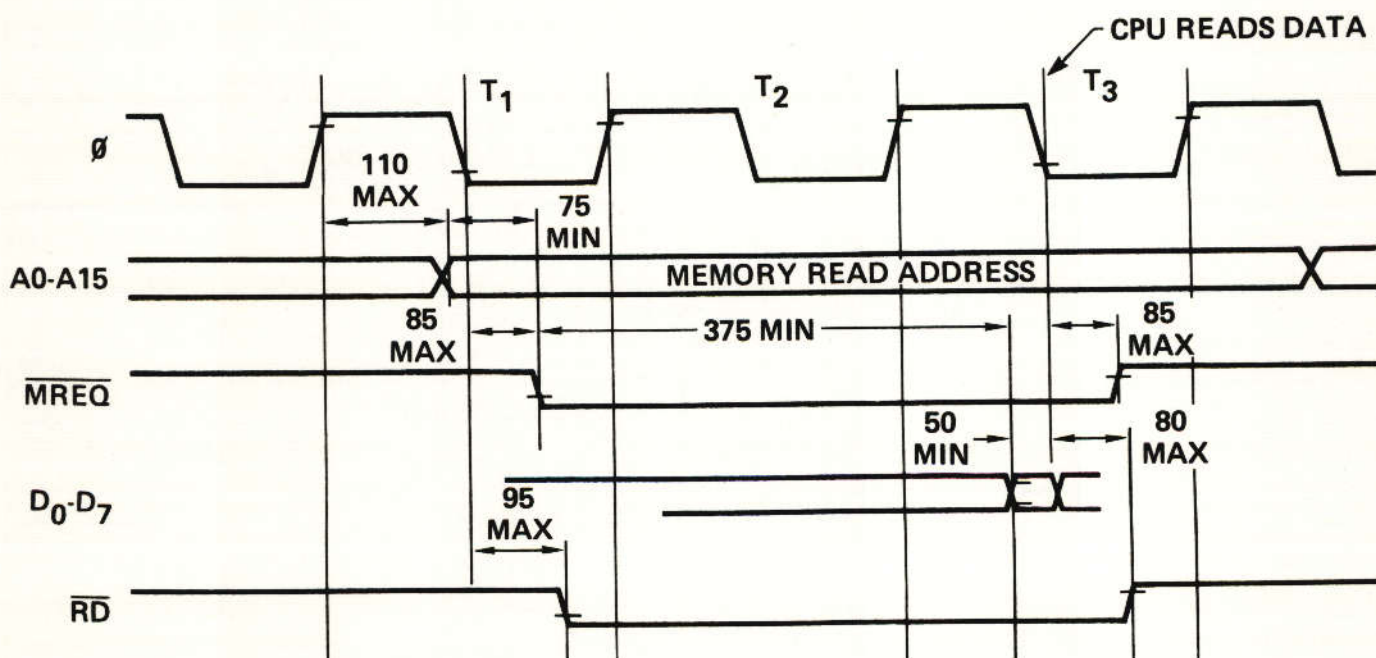 CPU READS DATA
T1
T2
T3
ø
110
MAX
75
MIN
A0-A15
MEMORY READ ADDRESS
85
MAX
375 MIN
85
MAX
MREQ
50
MIN
80
MAX
D0-D7
95
MAX
RD